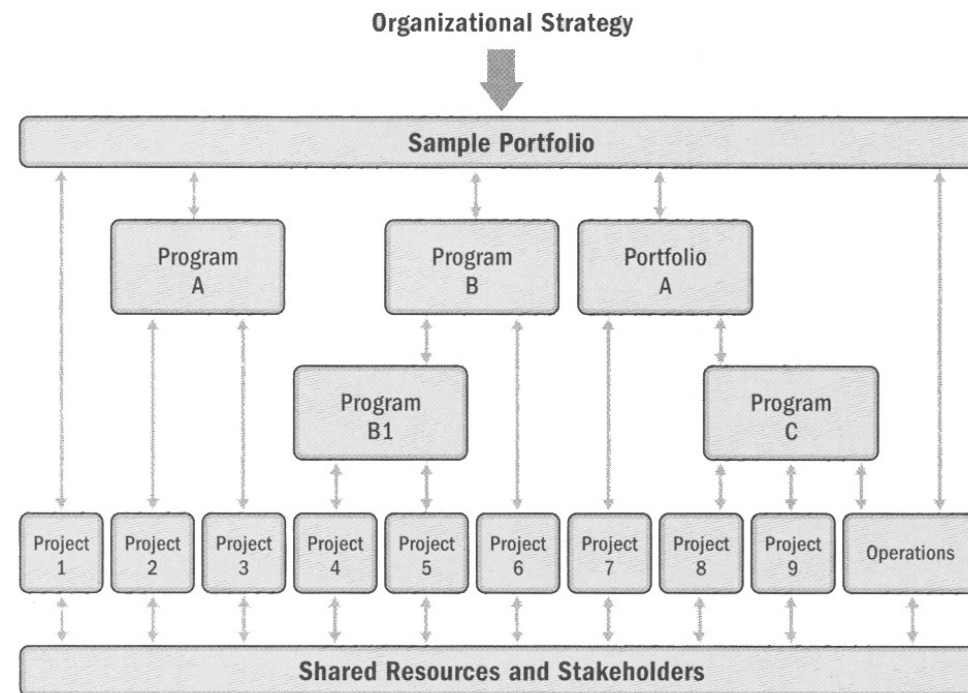 Organizational Strategy
Sample Portfolio
Program
A
Program
B
Portfolio
A
Program
B1
Program
C
Project
1
Project
2
Project
3
Project
4
Project
5
Project
6
Project
7
Project
8
Project
9
Operations
Shared Resources and Stakeholders